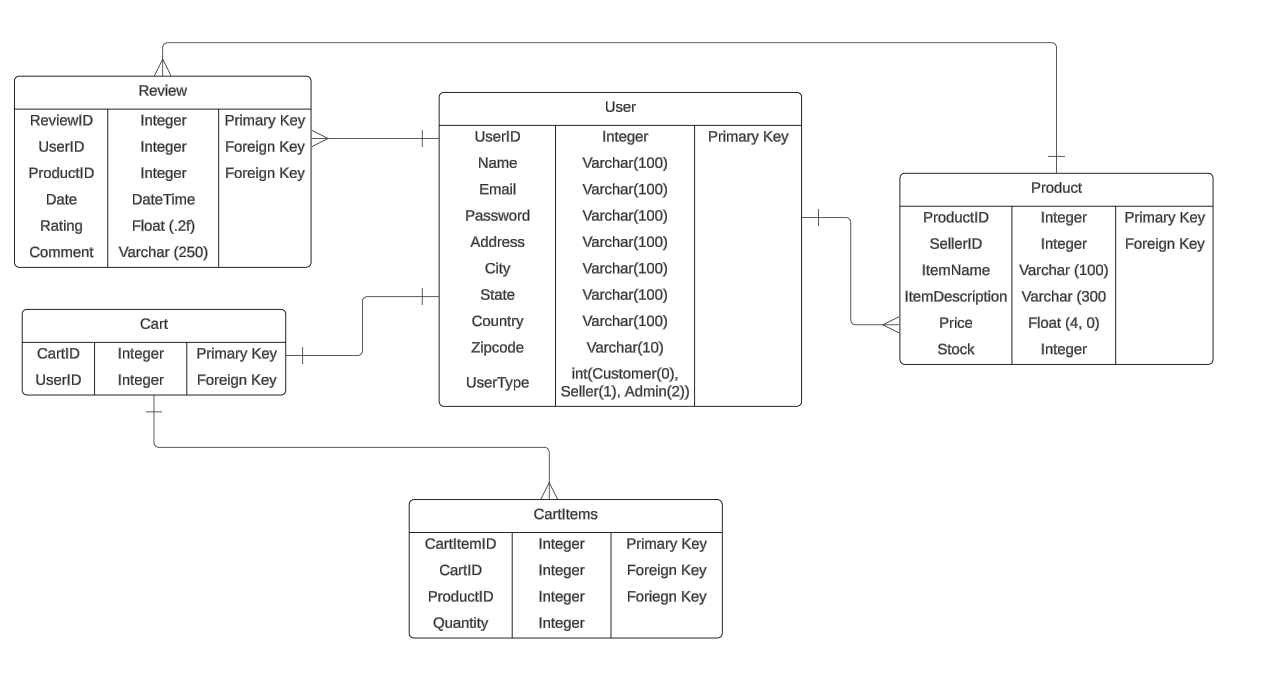 Review
ReviewID Integer Primary Key
UserID Integer Foreign Key
ProductID Integer Foreign Key
Date DateTime
Rating Float (.2f)
Comment Varchar (250)
User
UserID Integer Primary Key
Name Varchar(100)
Email Varchar(100)
Password Varchar(100)
Address Varchar(100)
City Varchar(100)
State Varchar(100)
Country Varchar(100)
Zipcode Varchar(10)
UserType int(Customer(0),
Seller(1), Admin(2))
Product
ProductID Integer Primary Key
SellerID Integer Foreign Key
ItemName Varchar (100)
ItemDescription Varchar (300
Price Float (4, 0)
Stock Integer
Cart
CartID Integer Primary Key
UserID Integer Foreign Key
CartItems
CartItemID Integer Primary Key
CartID Integer Foreign Key
ProductID Integer Foriegn Key
Quantity Integer